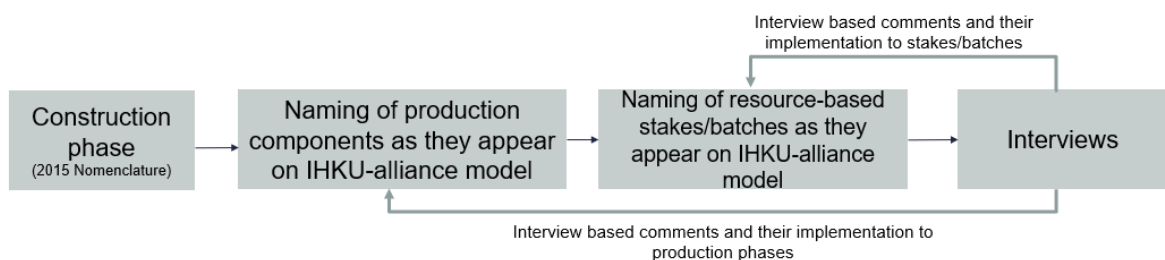 Interview based comments and their
implementation to stakes/batches
Construction
phase
(2015 Nomenclature)
Naming of production
components as they appear
on IHKU-alliance model
Naming of resource-based
stakes/batches as they
appear on IHKU-alliance
model
Interviews
Interview based comments and their implementation to
production phases